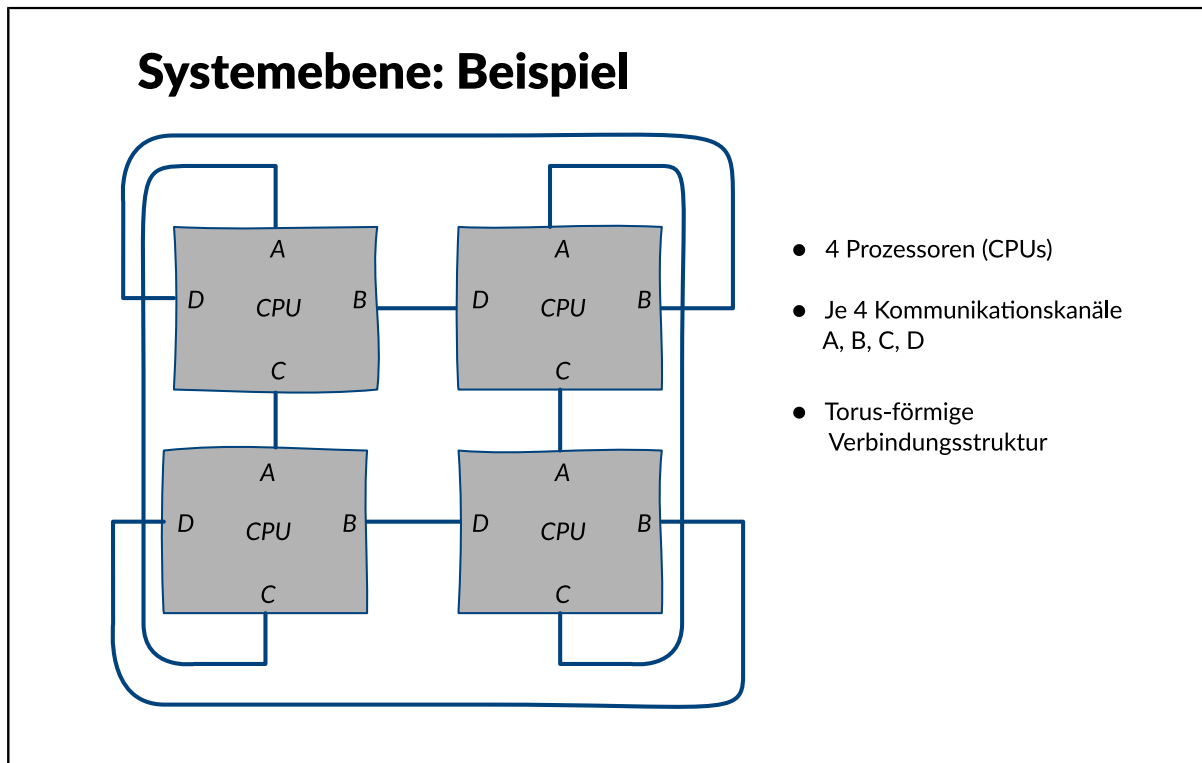 Systemebene: Beispiel
A
D
CPU
B
C
A
D
CPU
B
C
A
D
CPU
B
C
A
D
CPU
B
C
● 4 Prozessoren (CPUs)
● Je 4 Kommunikationskanäle
A, B, C, D
● Torus-förmige
Verbindungsstruktur